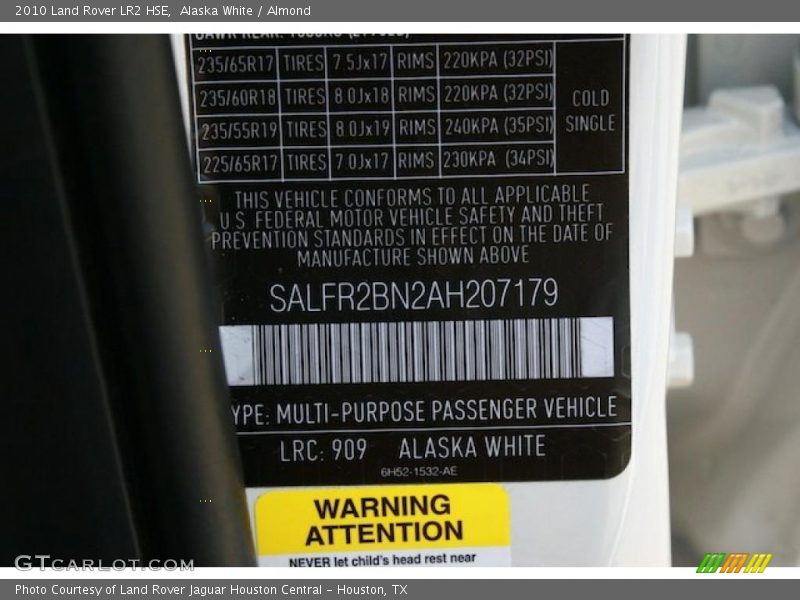 2010 Land Rover LR2 HSE, Alaska White / Almond
235/65R17 TIRES 7.5Jx17 RIMS 220KPA (32PSI)
235/60R18 TIRES 8.0Jx18 RIMS 220KPA (32PSI)
235/55R19 TIRES 8.0Jx19 RIMS 240KPA (35PSI)
225/65R17 TIRES 7.0Jx17 RIMS 230KPA (34PSI)
COLD
SINGLE
THIS VEHICLE CONFORMS TO ALL APPLICABLE
U.S. FEDERAL MOTOR VEHICLE SAFETY AND THEFT
PREVENTION STANDARDS IN EFFECT ON THE DATE OF
MANUFACTURE SHOWN ABOVE
SALFR2BN2AH207179
YPE: MULTI-PURPOSE PASSENGER VEHICLE
LRC: 909 ALASKA WHITE
6H52-1532-AE
WARNING
ATTENTION
NEVER let child's head rest near
GTCARLOT.COM
Photo Courtesy of Land Rover Jaguar Houston Central - Houston, TX